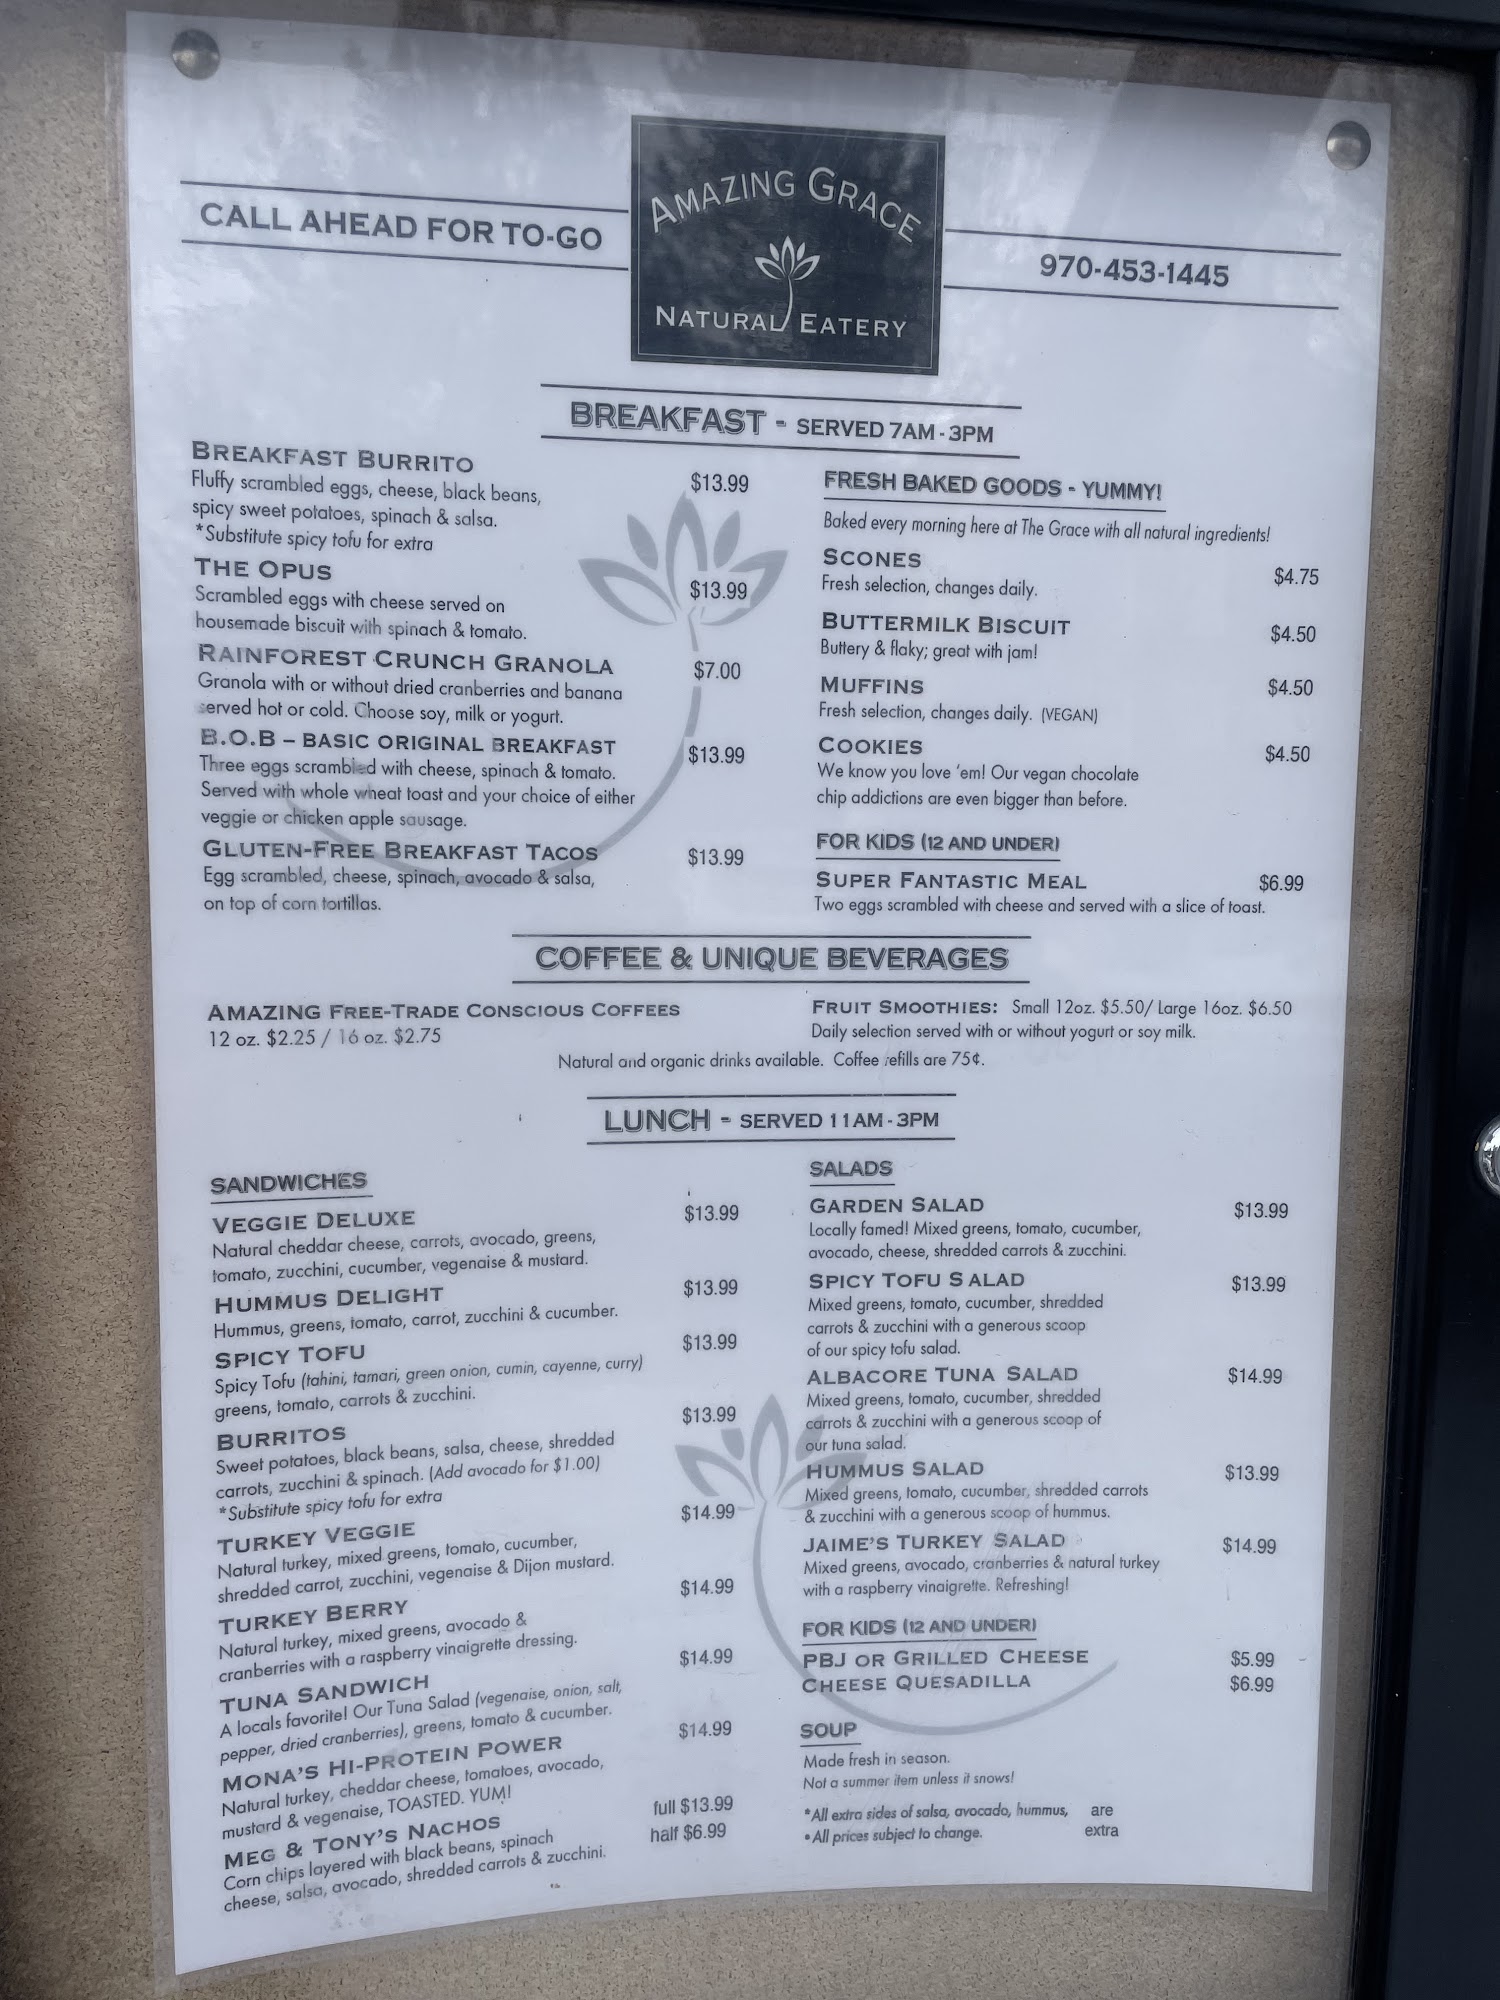 CALL AHEAD FOR TO-GO
AMAZING GRACE
NATURAL EATERY
970-453-1445
BREAKFAST - SERVED 7AM - 3PM
BREAKFAST BURRITO $13.99
Fluffy scrambled eggs, cheese, black beans,
spicy sweet potatoes, spinach & salsa.
*Substitute spicy tofu for extra
THE OPUS $13.99
Scrambled eggs with cheese served on
housemade biscuit with spinach & tomato.
RAINFOREST CRUNCH GRANOLA $7.00
Granola with or without dried cranberries and banana
served hot or cold. Choose soy, milk or yogurt.
B.O.B – BASIC ORIGINAL BREAKFAST $13.99
Three eggs scrambled with cheese, spinach & tomato.
Served with whole wheat toast and your choice of either
veggie or chicken apple sausage.
GLUTEN-FREE BREAKFAST TACOS $13.99
Egg scrambled, cheese, spinach, avocado & salsa,
on top of corn tortillas.
FRESH BAKED GOODS - YUMMY!
Baked every morning here at The Grace with all natural ingredients!
SCONES $4.75
Fresh selection, changes daily.
BUTTERMILK BISCUIT $4.50
Buttery & flaky; great with jam!
MUFFINS $4.50
Fresh selection, changes daily. (VEGAN)
COOKIES $4.50
We know you love ‘em! Our vegan chocolate
chip addictions are even bigger than before.
FOR KIDS (12 AND UNDER)
SUPER FANTASTIC MEAL $6.99
Two eggs scrambled with cheese and served with a slice of toast.
COFFEE & UNIQUE BEVERAGES
AMAZING FREE-TRADE CONSCIOUS COFFEES
12 oz. $2.25 / 16 oz. $2.75
FRUIT SMOOTHIES: Small 12oz. $5.50/ Large 16oz. $6.50
Daily selection served with or without yogurt or soy milk.
Natural and organic drinks available. Coffee refills are 75¢.
LUNCH - SERVED 11AM - 3PM
SANDWICHES
VEGGIE DELUXE $13.99
Natural cheddar cheese, carrots, avocado, greens,
tomato, zucchini, cucumber, vegenaise & mustard.
HUMMUS DELIGHT $13.99
Hummus, greens, tomato, carrot, zucchini & cucumber.
SPICY TOFU $13.99
Spicy Tofu (tahini, tamari, green onion, cumin, cayenne, curry)
greens, tomato, carrots & zucchini.
BURRITOS $13.99
Sweet potatoes, black beans, salsa, cheese, shredded
carrots, zucchini & spinach. (Add avocado for $1.00)
*Substitute spicy tofu for extra
TURKEY VEGGIE $14.99
Natural turkey, mixed greens, tomato, cucumber,
shredded carrot, zucchini, vegenaise & Dijon mustard.
TURKEY BERRY $14.99
Natural turkey, mixed greens, avocado &
cranberries with a raspberry vinaigrette dressing.
TUNA SANDWICH $14.99
A locals favorite! Our Tuna Salad (vegenaise, onion, salt,
pepper, dried cranberries), greens, tomato & cucumber.
MONA'S HI-PROTEIN POWER $14.99
Natural turkey, cheddar cheese, tomatoes, avocado,
mustard & vegenaise, TOASTED. YUM!
MEG & TONY'S NACHOS full $13.99
half $6.99
Corn chips layered with black beans, spinach
cheese, salsa, avocado, shredded carrots & zucchini.
SALADS
GARDEN SALAD $13.99
Locally famed! Mixed greens, tomato, cucumber,
avocado, cheese, shredded carrots & zucchini.
SPICY TOFU SALAD $13.99
Mixed greens, tomato, cucumber, shredded
carrots & zucchini with a generous scoop
of our spicy tofu salad.
ALBACORE TUNA SALAD $14.99
Mixed greens, tomato, cucumber, shredded
carrots & zucchini with a generous scoop of
our tuna salad.
HUMMUS SALAD $13.99
Mixed greens, tomato, cucumber, shredded carrots
& zucchini with a generous scoop of hummus.
JAIME'S TURKEY SALAD $14.99
Mixed greens, avocado, cranberries & natural turkey
with a raspberry vinaigrette. Refreshing!
FOR KIDS (12 AND UNDER)
PBJ OR GRILLED CHEESE $5.99
CHEESE QUESADILLA $6.99
SOUP
Made fresh in season.
Not a summer item unless it snows!
*All extra sides of salsa, avocado, hummus, are
extra
•All prices subject to change.